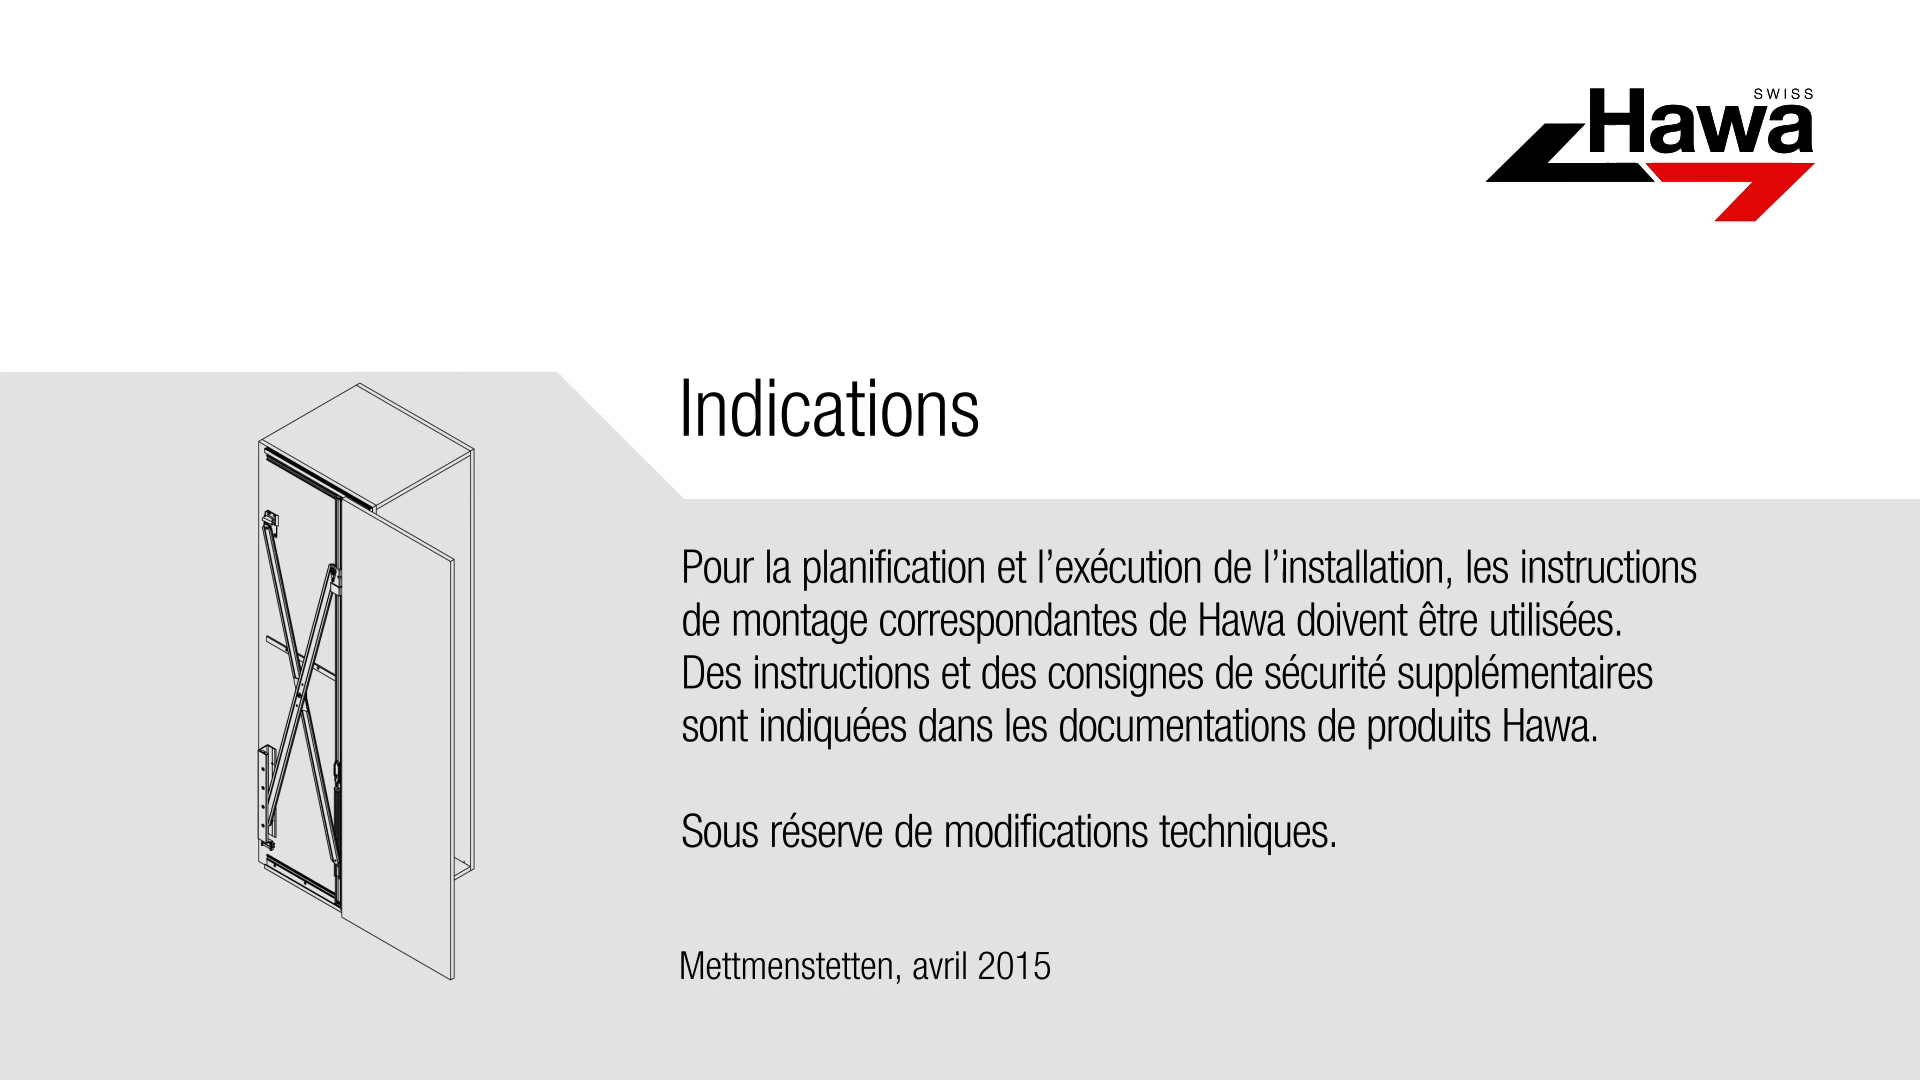 SWISS
Hawa
Indications
Pour la planification et l’exécution de l’installation, les instructions
de montage correspondantes de Hawa doivent être utilisées.
Des instructions et des consignes de sécurité supplémentaires
sont indiquées dans les documentations de produits Hawa.
Sous réserve de modifications techniques.
Mettmenstetten, avril 2015